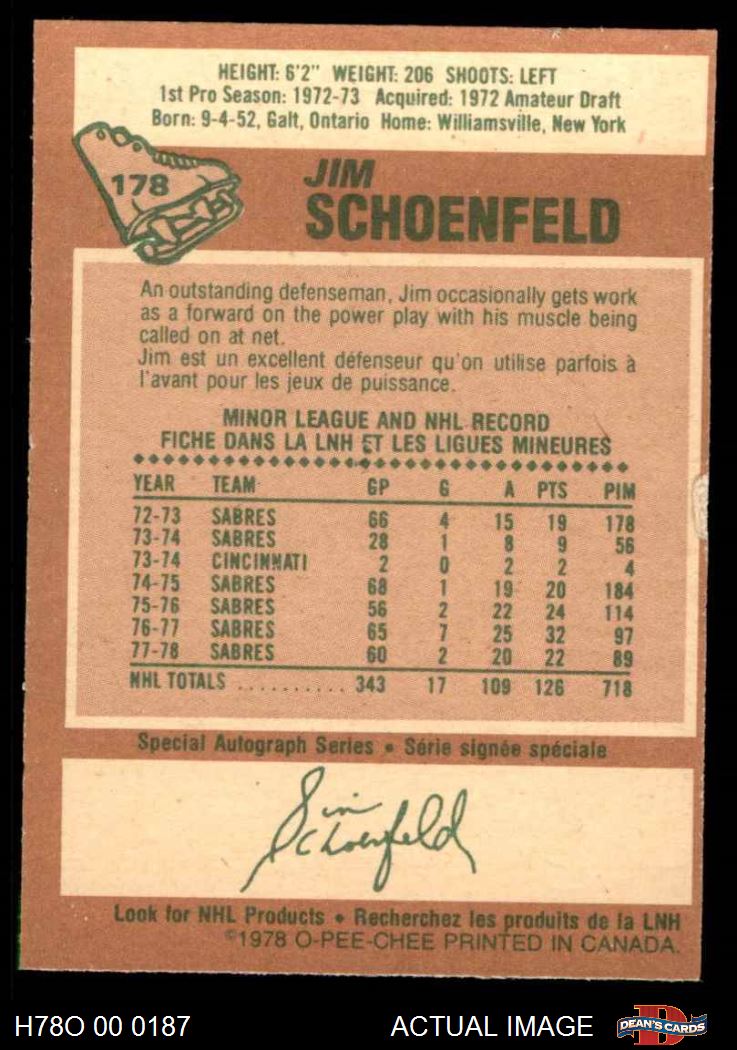 HEIGHT: 6'2" WEIGHT: 206 SHOOTS: LEFT
1st Pro Season: 1972-73 Acquired: 1972 Amateur Draft
Born: 9-4-52, Galt, Ontario Home: Williamsville, New York
178
JIM
SCHOENFELD
An outstanding defenseman, Jim occasionally gets work
as a forward on the power play with his muscle being
called on at net.
Jim est un excellent défenseur qu'on utilise parfois à
l'avant pour les jeux de puissance.
MINOR LEAGUE AND NHL RECORD
FICHE DANS LA LNH ET LES LIGUES MINEURES
YEAR TEAM GP G A PTS PIM
72-73 SABRES 66 4 15 19 178
73-74 SABRES 28 1 8 9 56
73-74 CINCINNATI 2 0 2 2 4
74-75 SABRES 68 1 19 20 184
75-76 SABRES 56 2 22 24 114
76-77 SABRES 65 7 25 32 97
77-78 SABRES 60 2 20 22 89
NHL TOTALS .......... 343 17 109 126 718
Special Autograph Series • Série signée spéciale
Jim
Schoenfeld
Look for NHL Products • Recherchez les produits de la LNH
©1978 O-PEE-CHEE PRINTED IN CANADA.
H78O 00 0187 ACTUAL IMAGE D DEAN'S CARDS